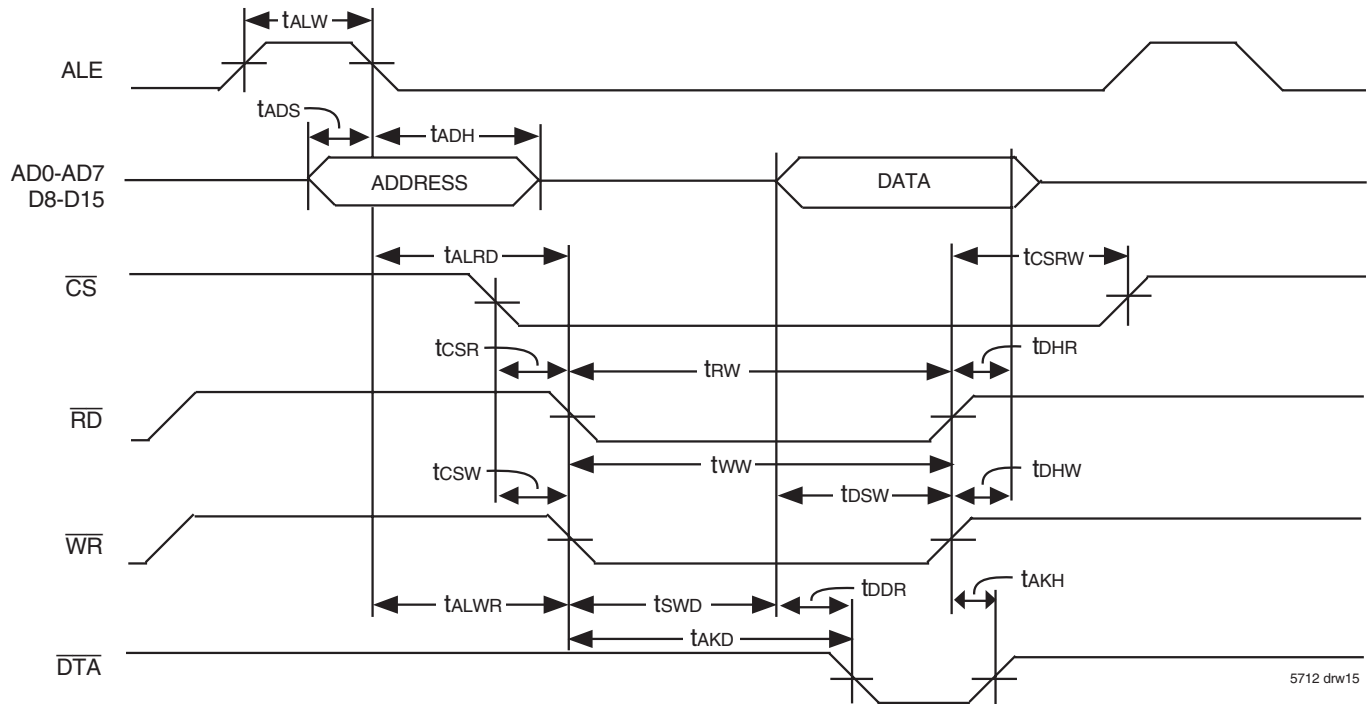 tALW
ALE
tADS
tADH
AD0-AD7
D8-D15
ADDRESS
DATA
tALRD
tCSRW
CS
tCSR
tRW
tDHR
RD
tCSW
tWW
tDHW
tDSW
WR
tALWR
tSWD
tDDR
tAKH
tAKD
DTA
5712 drw15